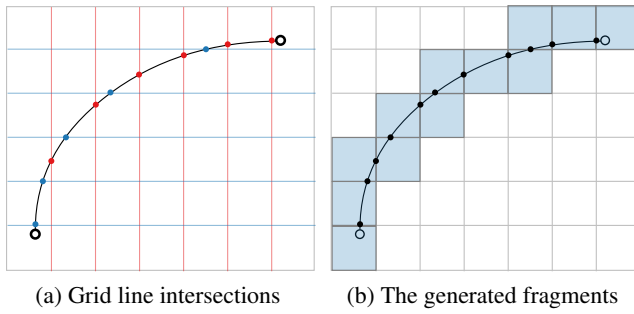 (a) Grid line intersections
(b) The generated fragments